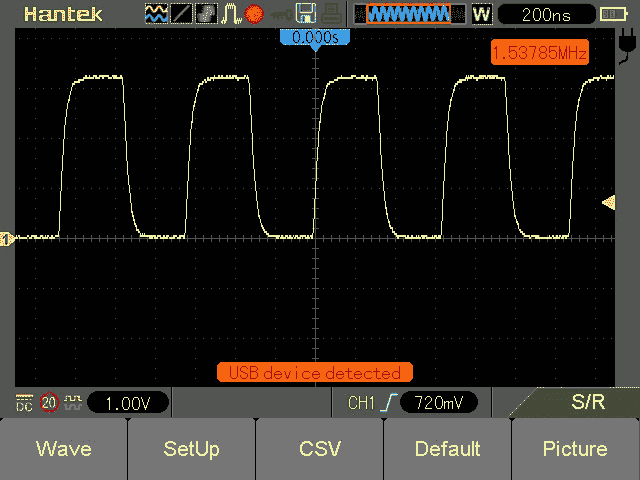 Hantek W 200ns
0.000s
1.53785MHz
1
USB device detected
DC 20 1.00V CH1 720mV S/R
Wave SetUp CSV Default Picture